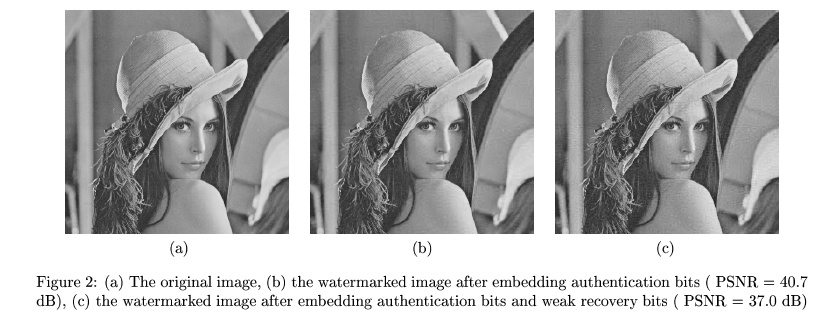 (a)
(b)
(c)
Figure 2: (a) The original image, (b) the watermarked image after embedding authentication bits ( PSNR = 40.7
dB), (c) the watermarked image after embedding authentication bits and weak recovery bits ( PSNR = 37.0 dB)